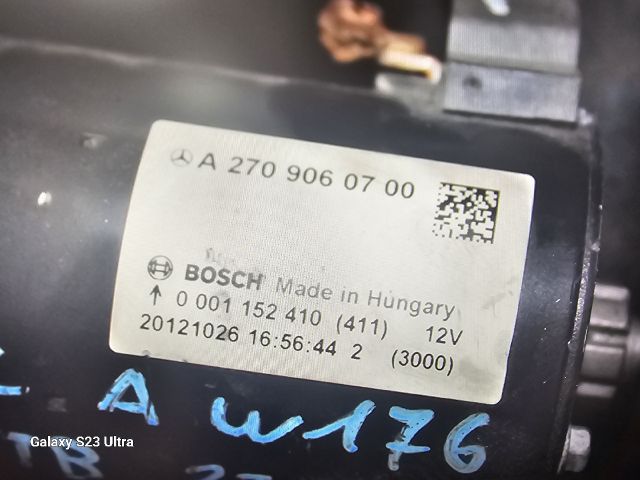 A 270 906 07 00
BOSCH Made in Hungary
↑ 0 001 152 410 (411) 12V
20121026 16:56:44 2 (3000)
A W176
Galaxy S23 Ultra